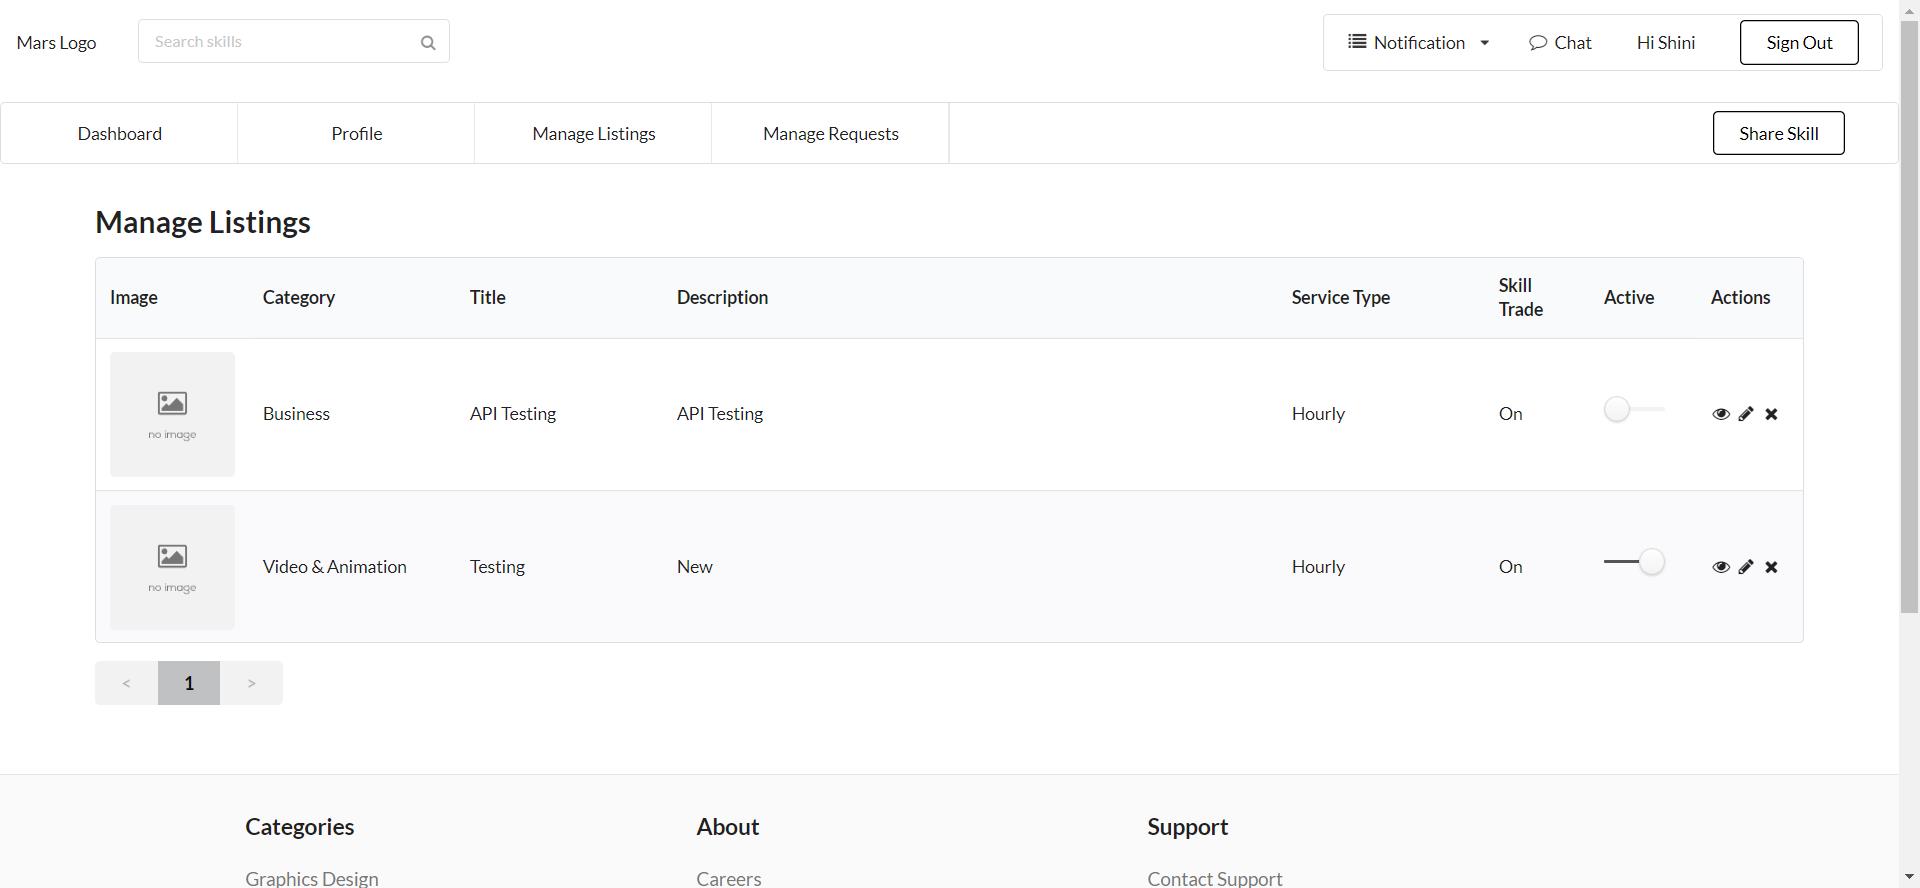 Mars Logo
Search skills
Notification
Chat
Hi Shini
Sign Out
Dashboard
Profile
Manage Listings
Manage Requests
Share Skill
Manage Listings
Image Category Title Description Service Type Skill Trade Active Actions
no image
Business API Testing API Testing Hourly On
no image
Video & Animation Testing New Hourly On
< 1 >
Categories About Support
Graphics Design Careers Contact Support